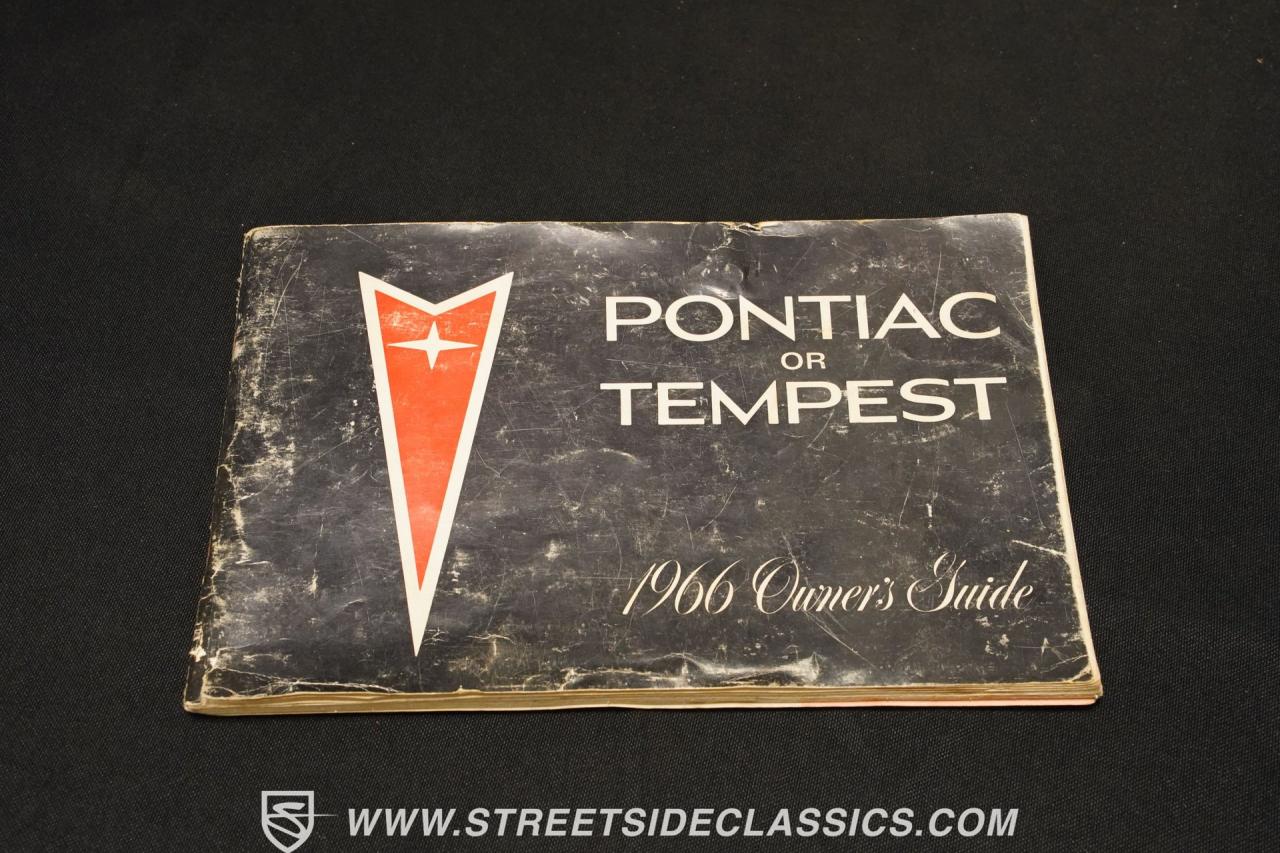 PONTIAC
OR
TEMPEST
1966 Owner's Guide
WWW.STREETSIDECLASSICS.COM